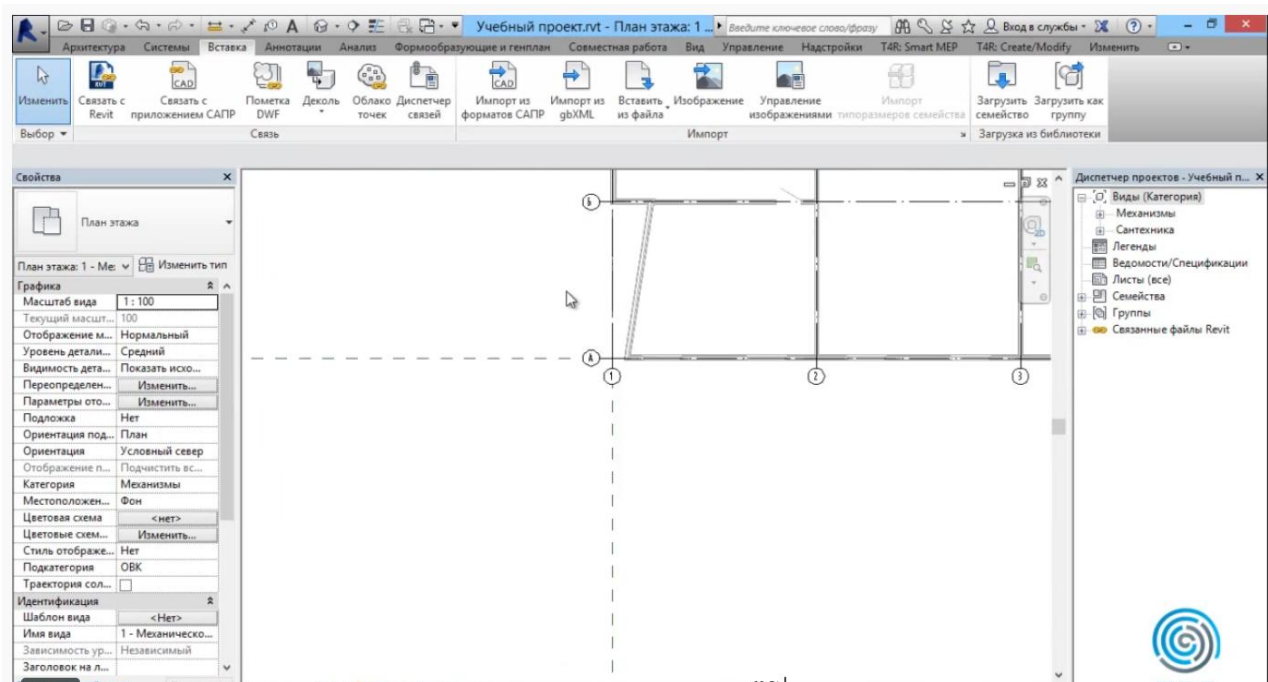 Учебный проект.rvt - План этажа: 1 ... Введите ключевое слово/фразу Вход в службы
Архитектура Системы Вставка Аннотации Анализ Формообразующие и генплан Совместная работа Вид Управление Надстройки T4R: Smart MEP T4R: Create/Modify Изменить
Изменить Связать с Связать с Пометка Деколь Облако Диспетчер Импорт из Импорт из Вставить Изображение Управление Импорт Загрузить Загрузить как
Revit приложением САПР DWF точек связей форматов САПР gbXML из файла изображениями типоразмеров семейства семейство группу
Выбор Связь Импорт Загрузка из библиотеки
Свойства
План этажа
План этажа: 1 - Ме: Изменить тип
Графика
Масштаб вида 1 : 100
Текущий масшт... 100
Отображение м... Нормальный
Уровень детали... Средний
Видимость дета... Показать исхо...
Переопределен... Изменить...
Параметры ото... Изменить...
Подложка Нет
Ориентация под... План
Ориентация Условный север
Отображение п... Подчистить вс...
Категория Механизмы
Местоположен... Фон
Цветовая схема <нет>
Цветовые схем... Изменить...
Стиль отображе... Нет
Подкатегория ОВК
Траектория сол...
Идентификация
Шаблон вида <Нет>
Имя вида 1 - Механическо...
Зависимость ур... Независимый
Заголовок на л...
Б
А
1 2 3
Диспетчер проектов - Учебный п...
Виды (Категория)
Механизмы
Сантехника
Легенды
Ведомости/Спецификации
Листы (все)
Семейства
Группы
Связанные файлы Revit